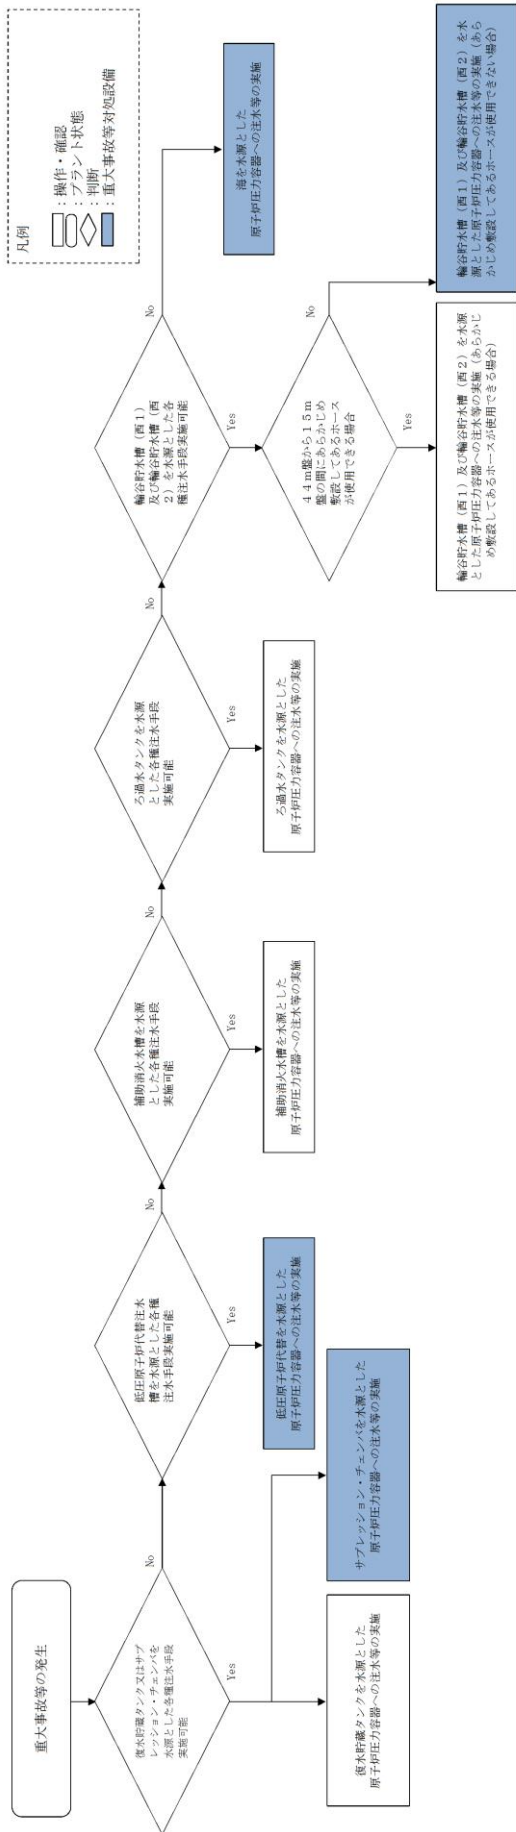 重大事故等の発生
復水貯蔵タンク又はサプ
レッション・チェンバを
水源とした各種注水手段
実施可能
Yes
No
復水貯蔵タンクを水源とした
原子炉圧力容器への注水等の実施
サプレッション・チェンバを水源とした
原子炉圧力容器への注水等の実施
低圧原子炉代替注水
槽を水源とした各種
注水手段実施可能
Yes
No
低圧原子炉代替を水源とした
原子炉圧力容器への注水等の実施
補助消火水槽を水源
とした各種注水手段
実施可能
Yes
No
補助消火水槽を水源とした
原子炉圧力容器への注水等の実施
ろ過水タンクを水源
とした各種注水手段
実施可能
Yes
No
ろ過水タンクを水源とした
原子炉圧力容器への注水等の実施
輪谷貯水槽（西１）
及び輪谷貯水槽（西
２）を水源とした各
種注水手段実施可能
Yes
No
海を水源とした
原子炉圧力容器への注水等の実施
４４ｍ盤から１５ｍ
盤の間にあらかじめ
敷設してあるホース
が使用できる場合
Yes
No
輪谷貯水槽（西１）及び輪谷貯水槽（西２）を水源
とした原子炉圧力容器への注水等の実施（あらかじ
め敷設してあるホースが使用できる場合）
輪谷貯水槽（西１）及び輪谷貯水槽（西２）を水
源とした原子炉圧力容器への注水等の実施（あら
かじめ敷設してあるホースが使用できない場合）
凡例
：操作・確認
：プラント状態
：判断
：重大事故等対処設備